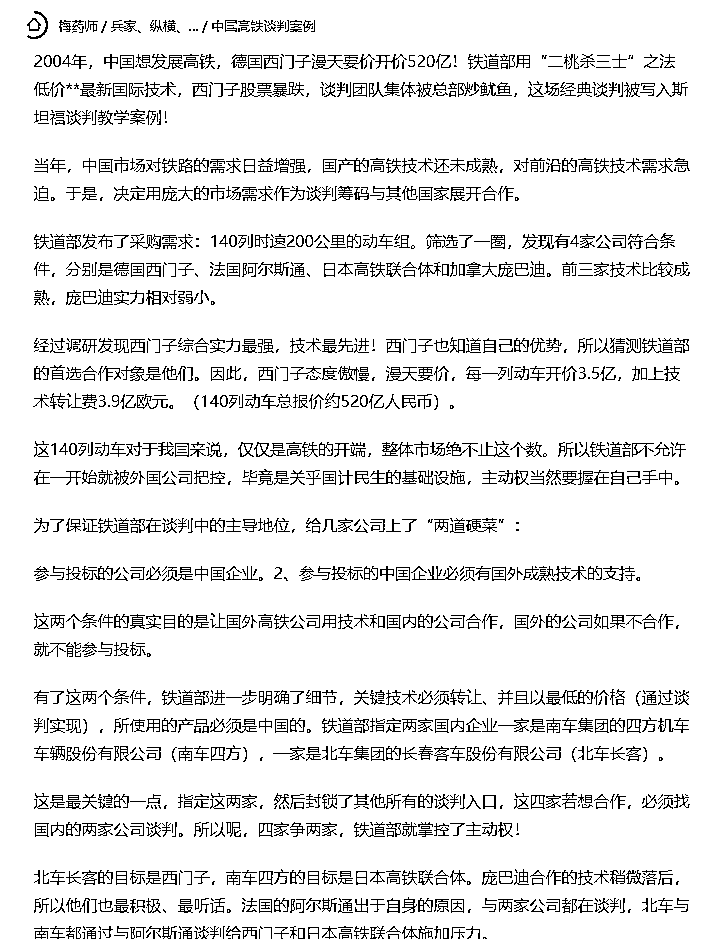 梅药师 / 兵家、纵横、... / 中国高铁谈判案例
2004年，中国想发展高铁，德国西门子漫天要价开价520亿！铁道部用“二桃杀三士”之法
低价**最新国际技术，西门子股票暴跌，谈判团队集体被总部炒鱿鱼，这场经典谈判被写入斯
坦福谈判教学案例！
当年，中国市场对铁路的需求日益增强，国产的高铁技术还未成熟，对前沿的高铁技术需求急
迫。于是，决定用庞大的市场需求作为谈判筹码与其他国家展开合作。
铁道部发布了采购需求：140列时速200公里的动车组。筛选了一圈，发现有4家公司符合条
件，分别是德国西门子、法国阿尔斯通、日本高铁联合体和加拿大庞巴迪。前三家技术比较成
熟，庞巴迪实力相对弱小。
经过调研发现西门子综合实力最强，技术最先进！西门子也知道自己的优势，所以猜测铁道部
的首选合作对象是他们。因此，西门子态度傲慢，漫天要价，每一列动车开价3.5亿，加上技
术转让费3.9亿欧元。（140列动车总报价约520亿人民币）。
这140列动车对于我国来说，仅仅是高铁的开端，整体市场绝不止这个数。所以铁道部不允许
在一开始就被外国公司把控，毕竟是关乎国计民生的基础设施，主动权当然要握在自己手中。
为了保证铁道部在谈判中的主导地位，给几家公司上了“两道硬菜”：
参与投标的公司必须是中国企业。2、参与投标的中国企业必须有国外成熟技术的支持。
这两个条件的真实目的是让国外高铁公司用技术和国内的公司合作，国外的公司如果不合作，
就不能参与投标。
有了这两个条件，铁道部进一步明确了细节，关键技术必须转让、并且以最低的价格（通过谈
判实现），所使用的产品必须是中国的。铁道部指定两家国内企业一家是南车集团的四方机车
车辆股份有限公司（南车四方），一家是北车集团的长春客车股份有限公司（北车长客）。
这是最关键的一点，指定这两家，然后封锁了其他所有的谈判入口，这四家若想合作，必须找
国内的两家公司谈判。所以呢，四家争两家，铁道部就掌控了主动权！
北车长客的目标是西门子，南车四方的目标是日本高铁联合体。庞巴迪合作的技术稍微落后，
所以他们也最积极、最听话。法国的阿尔斯通出于自身的原因，与两家公司都在谈判，北车与
南车都通过与阿尔斯通谈判给西门子和日本高铁联合体施加压力。